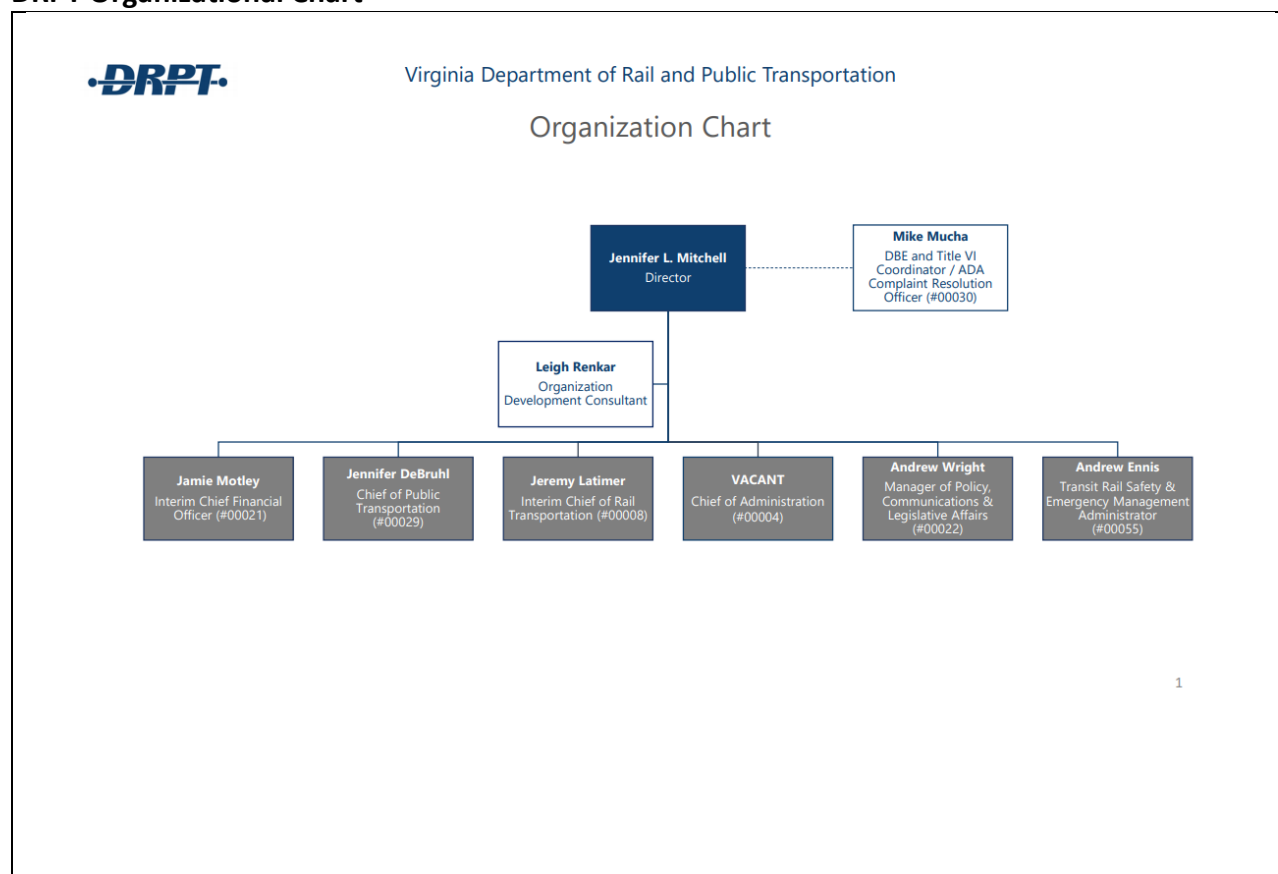 DRPT Organizational Chart
DRPT
Virginia Department of Rail and Public Transportation
Organization Chart
Jennifer L. Mitchell
Director
Mike Mucha
DBE and Title VI
Coordinator / ADA
Complaint Resolution
Officer (#00030)
Leigh Renkar
Organization
Development Consultant
Jamie Motley
Interim Chief Financial
Officer (#00021)
Jennifer DeBruhl
Chief of Public
Transportation
(#00029)
Jeremy Latimer
Interim Chief of Rail
Transportation (#00008)
VACANT
Chief of Administration
(#00004)
Andrew Wright
Manager of Policy,
Communications &
Legislative Affairs
(#00022)
Andrew Ennis
Transit Rail Safety &
Emergency Management
Administrator
(#00055)
1